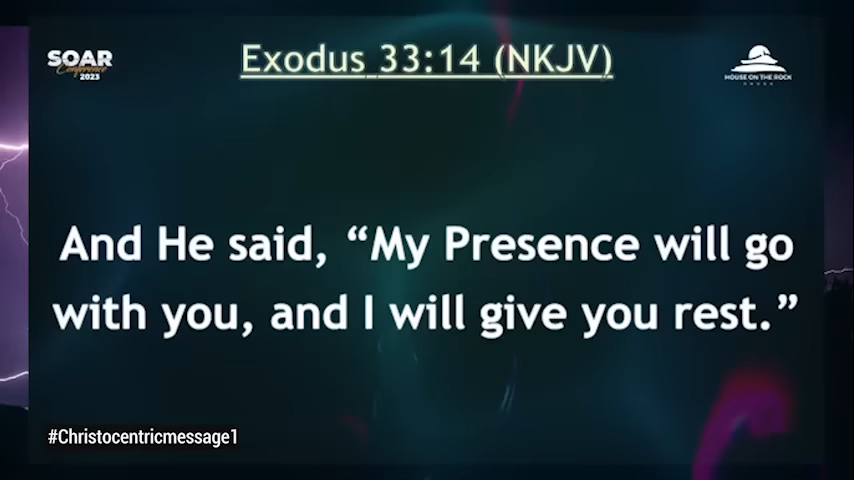 SOAR
Conference
2023
Exodus 33:14 (NKJV)
HOUSE ON THE ROCK
And He said, “My Presence will go
with you, and I will give you rest.”
#Christocentricmessage1